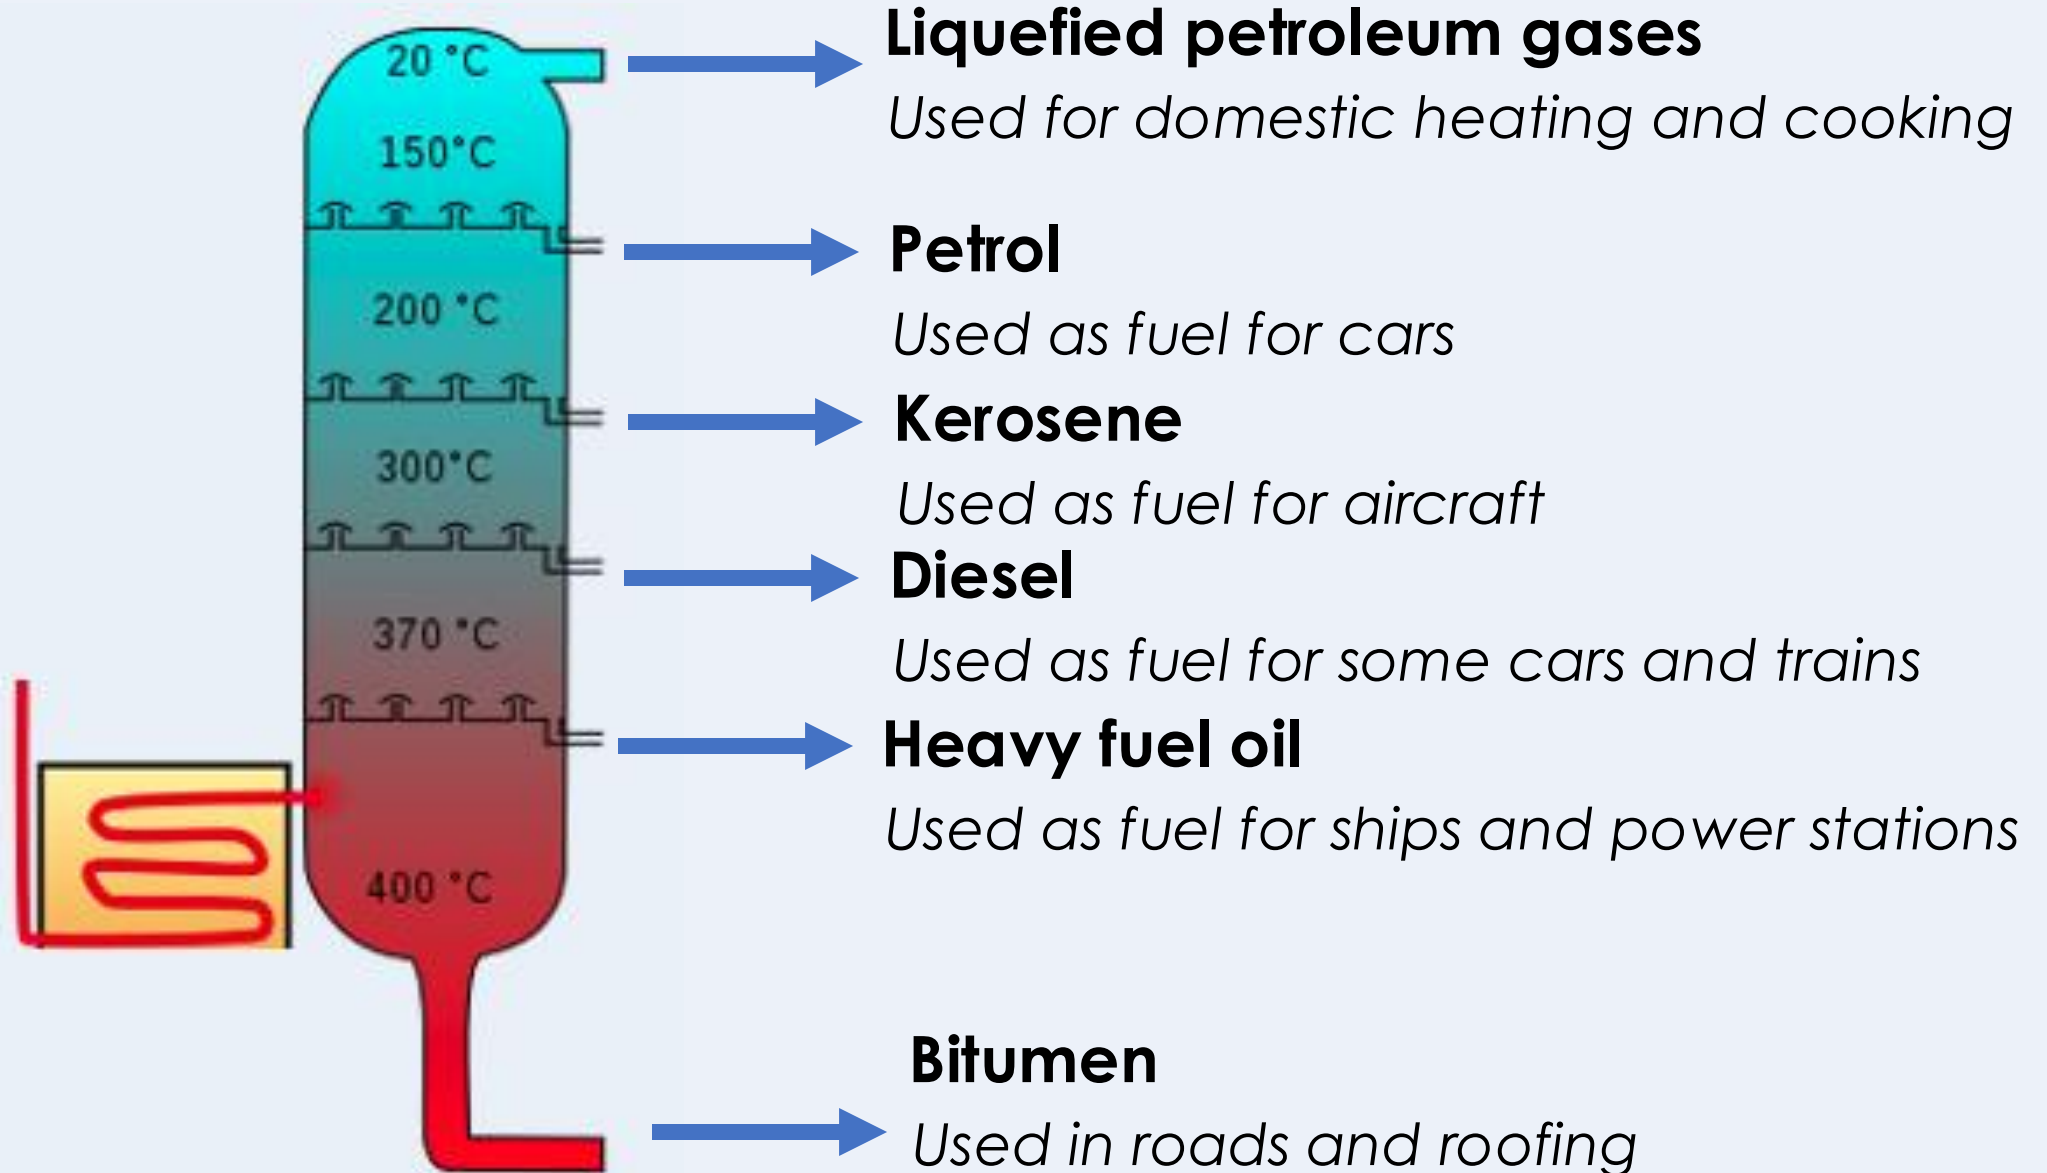 20 °C
150°C
200 °C
300°C
370 °C
400 °C
Liquefied petroleum gases
Used for domestic heating and cooking
Petrol
Used as fuel for cars
Kerosene
Used as fuel for aircraft
Diesel
Used as fuel for some cars and trains
Heavy fuel oil
Used as fuel for ships and power stations
Bitumen
Used in roads and roofing